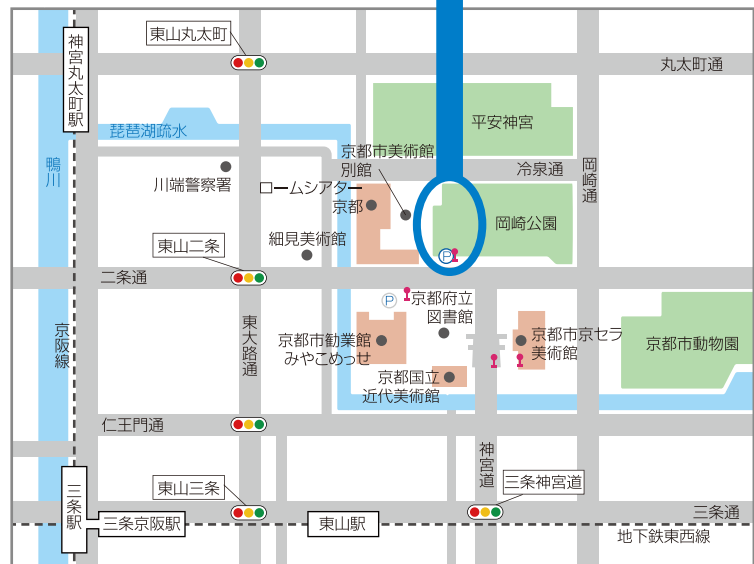 東山丸太町
神宮丸太町駅
丸太町通
琵琶湖疏水
平安神宮
鴨川
京都市美術館
別館
冷泉通
岡崎通
川端警察署
ロームシアター
京都
岡崎公園
細見美術館
東山二条
P
二条通
P
京都府立
図書館
京阪線
東大路通
京都市勧業館
みやこめっせ
京都市京セラ
美術館
京都市動物園
京都国立
近代美術館
仁王門通
神宮道
三条駅
東山三条
三条神宮道
三条京阪駅
東山駅
三条通
地下鉄東西線